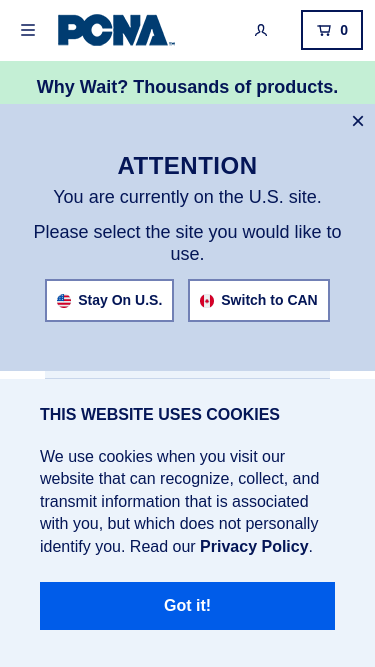 PCNA™
0
Why Wait? Thousands of products.
ATTENTION
You are currently on the U.S. site.
Please select the site you would like to
use.
Stay On U.S.
Switch to CAN
THIS WEBSITE USES COOKIES
We use cookies when you visit our
website that can recognize, collect, and
transmit information that is associated
with you, but which does not personally
identify you. Read our Privacy Policy.
Got it!